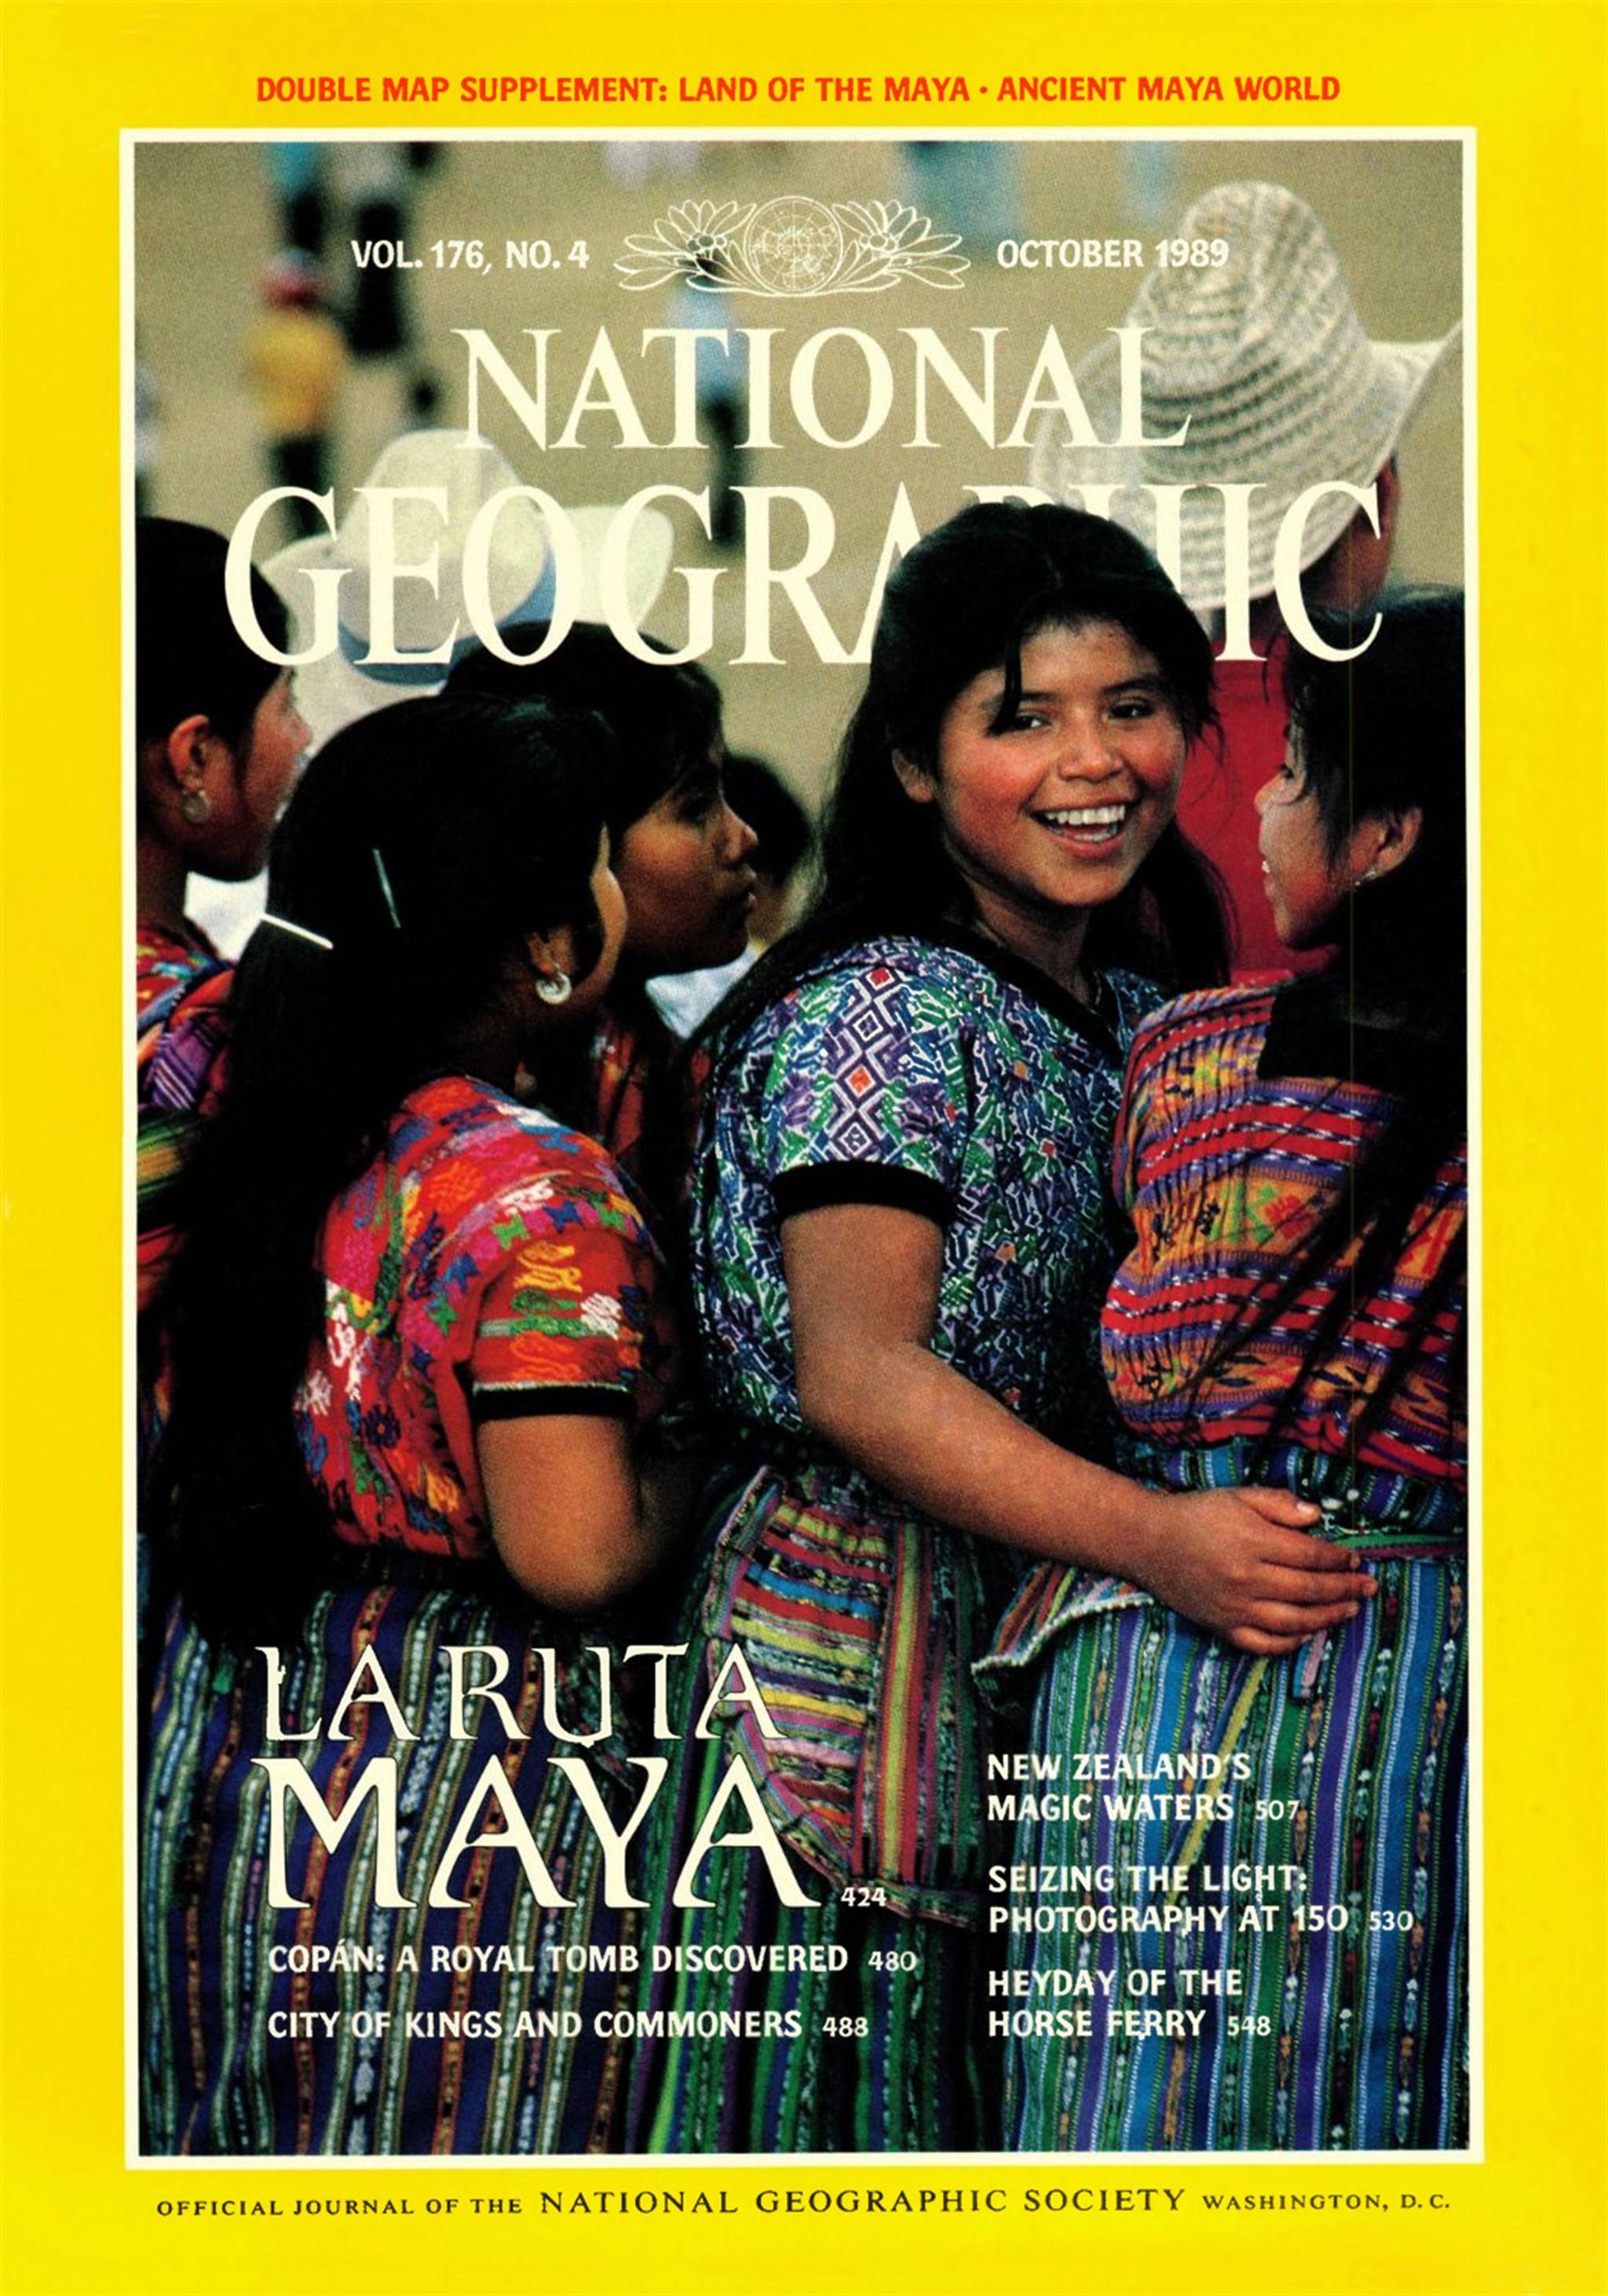 DOUBLE MAP SUPPLEMENT: LAND OF THE MAYA • ANCIENT MAYA WORLD
VOL. 176, NO. 4
OCTOBER 1989
NATIONAL
GEOGRAPHIC
LA RUTA
MAYA 424
COPÁN: A ROYAL TOMB DISCOVERED 480
CITY OF KINGS AND COMMONERS 488
NEW ZEALAND'S
MAGIC WATERS 507
SEIZING THE LIGHT:
PHOTOGRAPHY AT 150 530
HEYDAY OF THE
HORSE FERRY 548
OFFICIAL JOURNAL OF THE NATIONAL GEOGRAPHIC SOCIETY WASHINGTON, D.C.